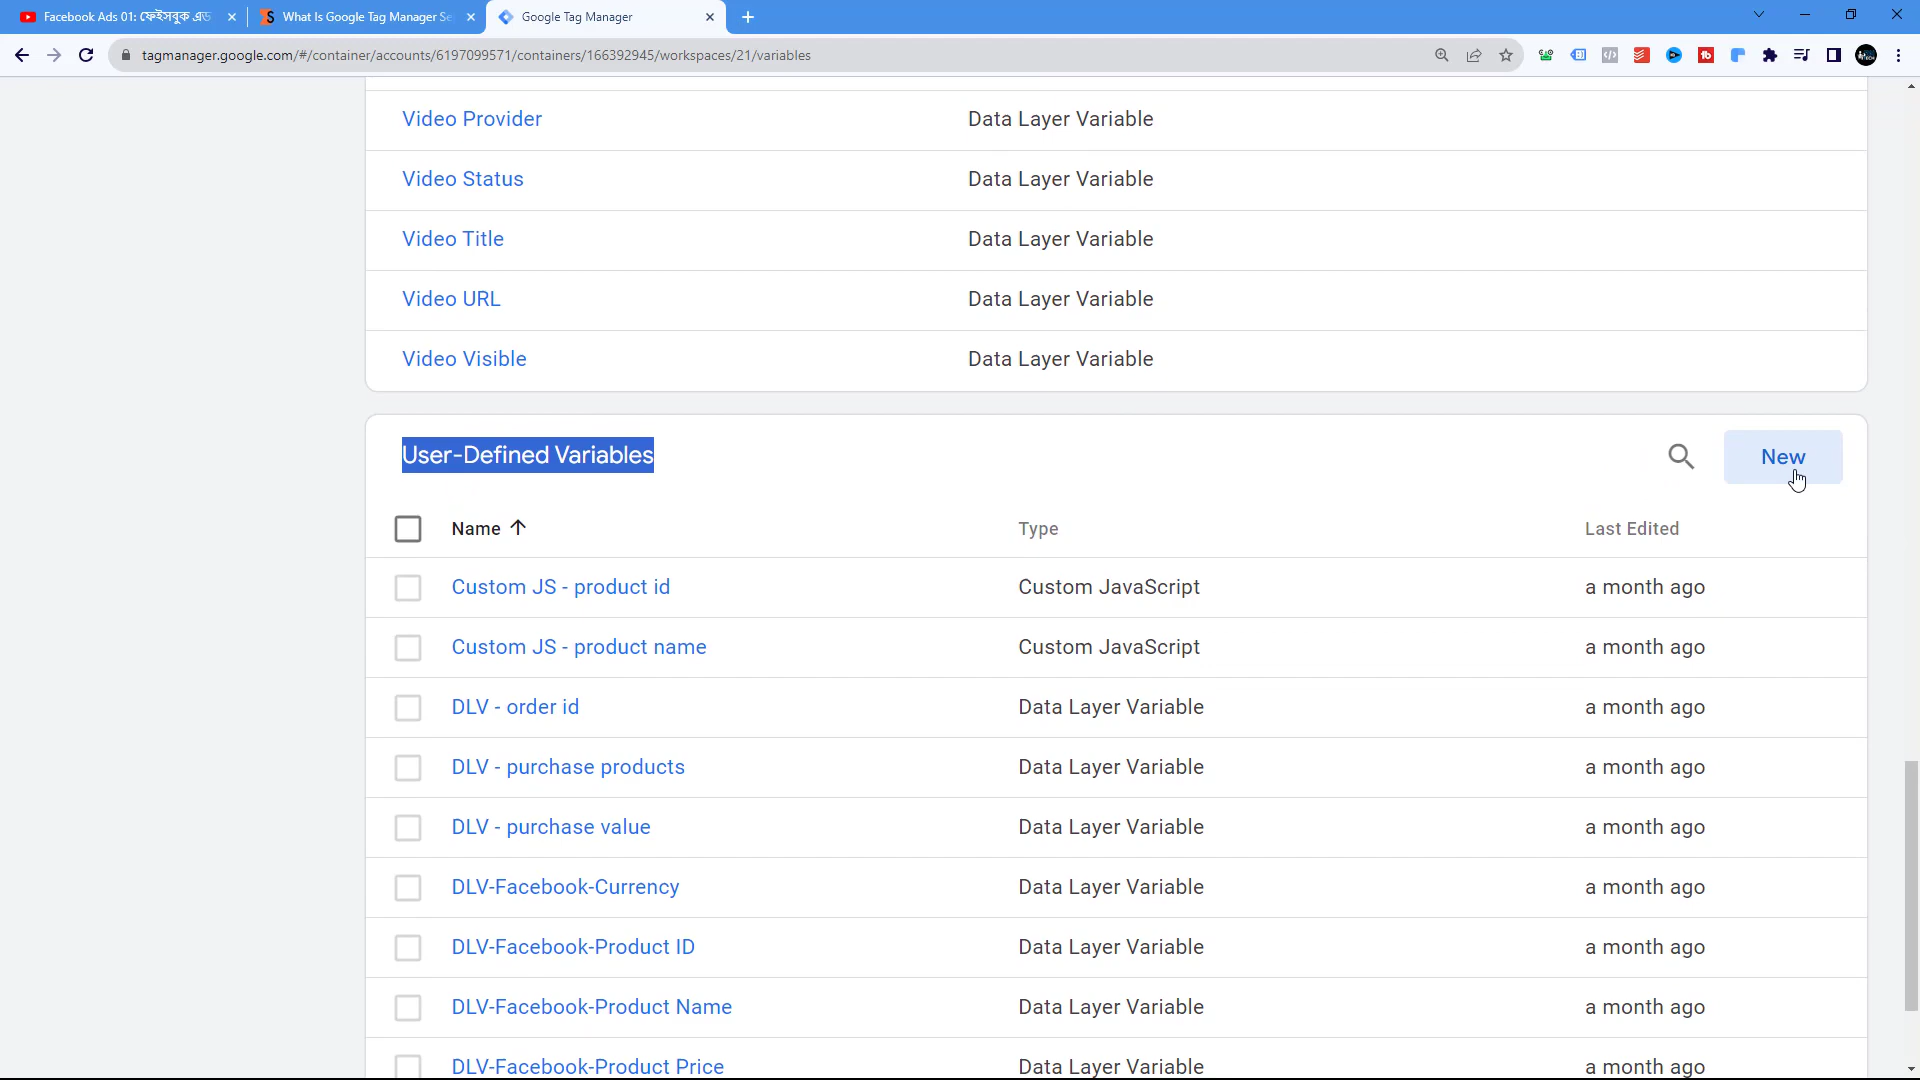 Facebook Ads 01: ফেইসবুক এড
What Is Google Tag Manager Se
Google Tag Manager
tagmanager.google.com/#/container/accounts/6197099571/containers/166392945/workspaces/21/variables
Video Provider Data Layer Variable
Video Status Data Layer Variable
Video Title Data Layer Variable
Video URL Data Layer Variable
Video Visible Data Layer Variable
User-Defined Variables New
Name Type Last Edited
Custom JS - product id Custom JavaScript a month ago
Custom JS - product name Custom JavaScript a month ago
DLV - order id Data Layer Variable a month ago
DLV - purchase products Data Layer Variable a month ago
DLV - purchase value Data Layer Variable a month ago
DLV-Facebook-Currency Data Layer Variable a month ago
DLV-Facebook-Product ID Data Layer Variable a month ago
DLV-Facebook-Product Name Data Layer Variable a month ago
DLV-Facebook-Product Price Data Layer Variable a month ago